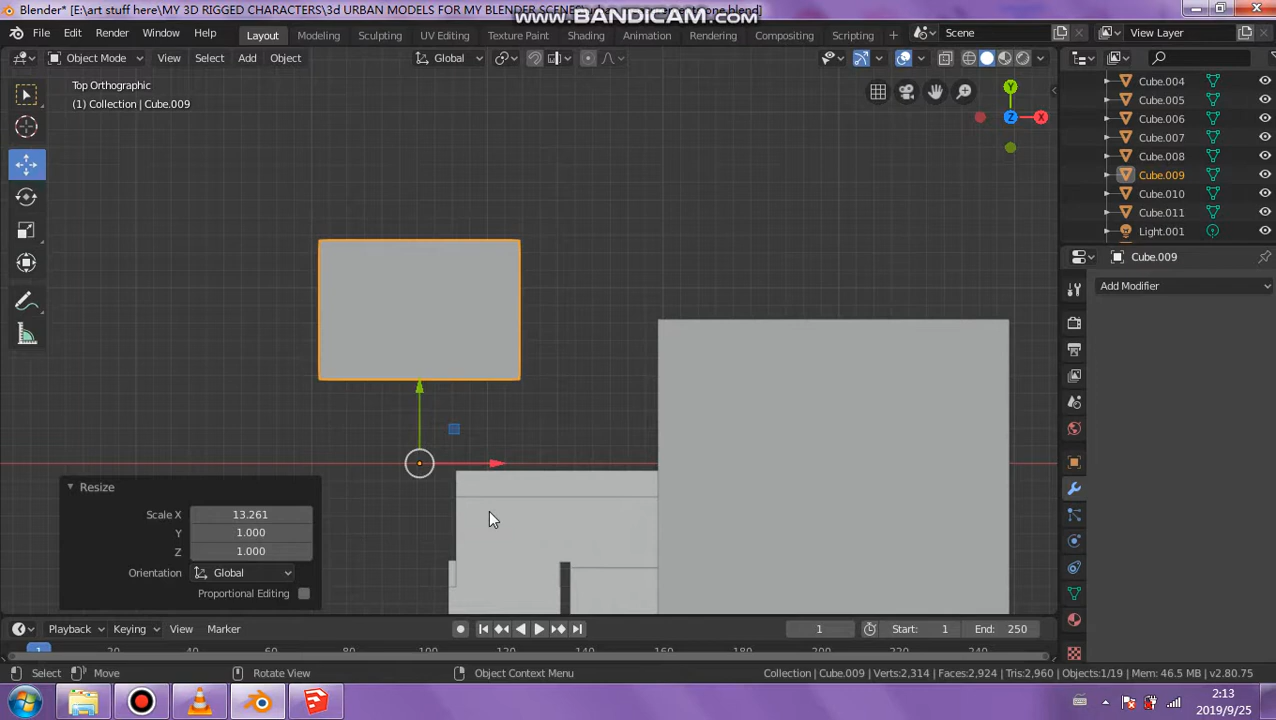 Blender* [E:\art stuff here\MY 3D RIGGED CHARACTERS\3d URBAN MODELS FOR MY BLENDER SCENES\
one.blend]
www.BANDICAM.com
File Edit Render Window Help
Layout Modeling Sculpting UV Editing Texture Paint Shading Animation Rendering Compositing Scripting +
Scene
View Layer
Object Mode View Select Add Object
Global
Top Orthographic
(1) Collection | Cube.009
Y
Z
X
Cube.004
Cube.005
Cube.006
Cube.007
Cube.008
Cube.009
Cube.010
Cube.011
Light.001
Cube.009
Add Modifier
Resize
Scale X 13.261
Y 1.000
Z 1.000
Orientation Global
Proportional Editing
Playback Keying View Marker
1
Start: 1
End: 250
1
Select Move Rotate View Object Context Menu
Collection | Cube.009 | Verts:2,314 | Faces:2,924 | Tris:2,960 | Objects:1/19 | Mem: 46.5 MB | v2.80.75
2:13
2019/9/25